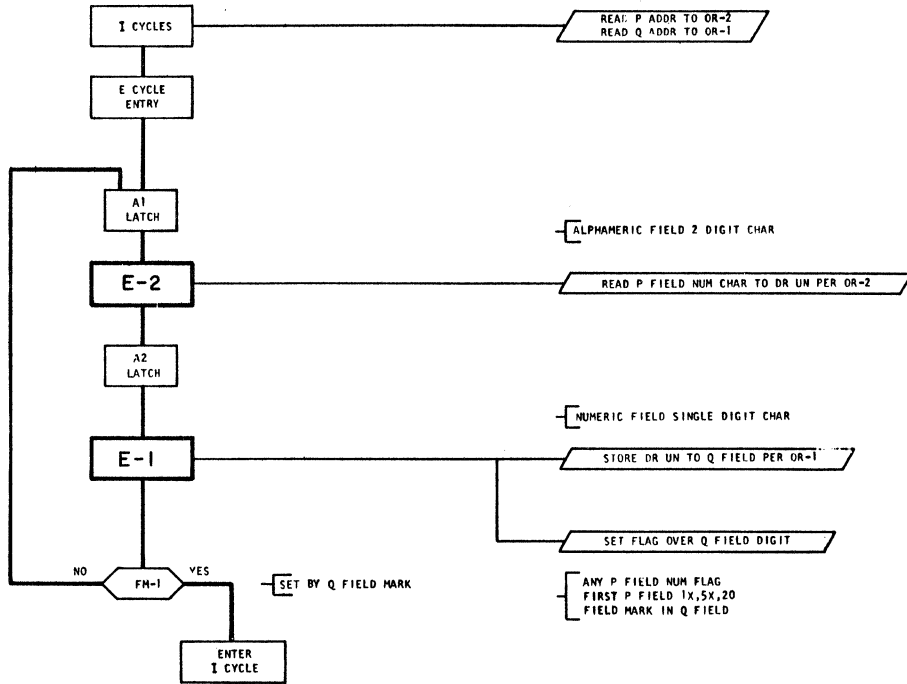 I CYCLES
READ P ADDR TO OR-2
READ Q ADDR TO OR-1
E CYCLE
ENTRY
A1
LATCH
ALPHAMERIC FIELD 2 DIGIT CHAR
E-2
READ P FIELD NUM CHAR TO DR UN PER OR-2
A2
LATCH
NUMERIC FIELD SINGLE DIGIT CHAR
E-1
STORE DR UN TO Q FIELD PER OR-1
SET FLAG OVER Q FIELD DIGIT
NO
FM-1
YES
SET BY Q FIELD MARK
ANY P FIELD NUM FLAG
FIRST P FIELD 1X,5X,20
FIELD MARK IN Q FIELD
ENTER
I CYCLE